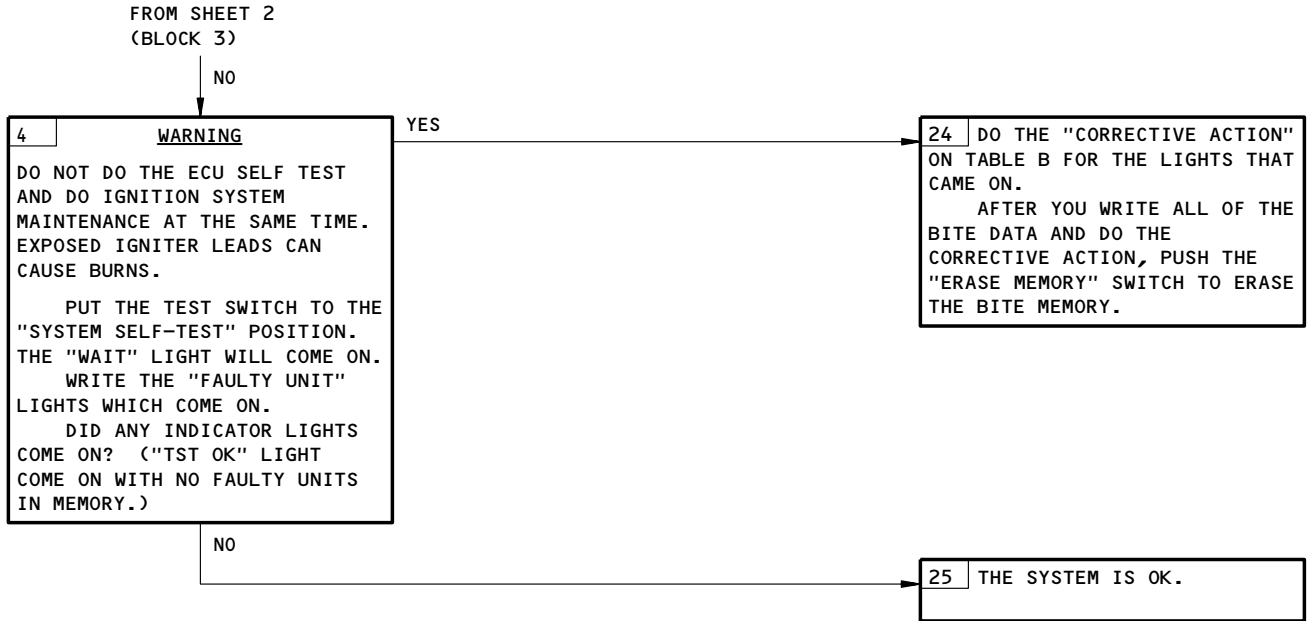 FROM SHEET 2
(BLOCK 3)
NO
4
WARNING
DO NOT DO THE ECU SELF TEST
AND DO IGNITION SYSTEM
MAINTENANCE AT THE SAME TIME.
EXPOSED IGNITER LEADS CAN
CAUSE BURNS.
PUT THE TEST SWITCH TO THE
"SYSTEM SELF-TEST" POSITION.
THE "WAIT" LIGHT WILL COME ON.
WRITE THE "FAULTY UNIT"
LIGHTS WHICH COME ON.
DID ANY INDICATOR LIGHTS
COME ON? ("TST OK" LIGHT
COME ON WITH NO FAULTY UNITS
IN MEMORY.)
YES
24 DO THE "CORRECTIVE ACTION"
ON TABLE B FOR THE LIGHTS THAT
CAME ON.
AFTER YOU WRITE ALL OF THE
BITE DATA AND DO THE
CORRECTIVE ACTION, PUSH THE
"ERASE MEMORY" SWITCH TO ERASE
THE BITE MEMORY.
NO
25 THE SYSTEM IS OK.